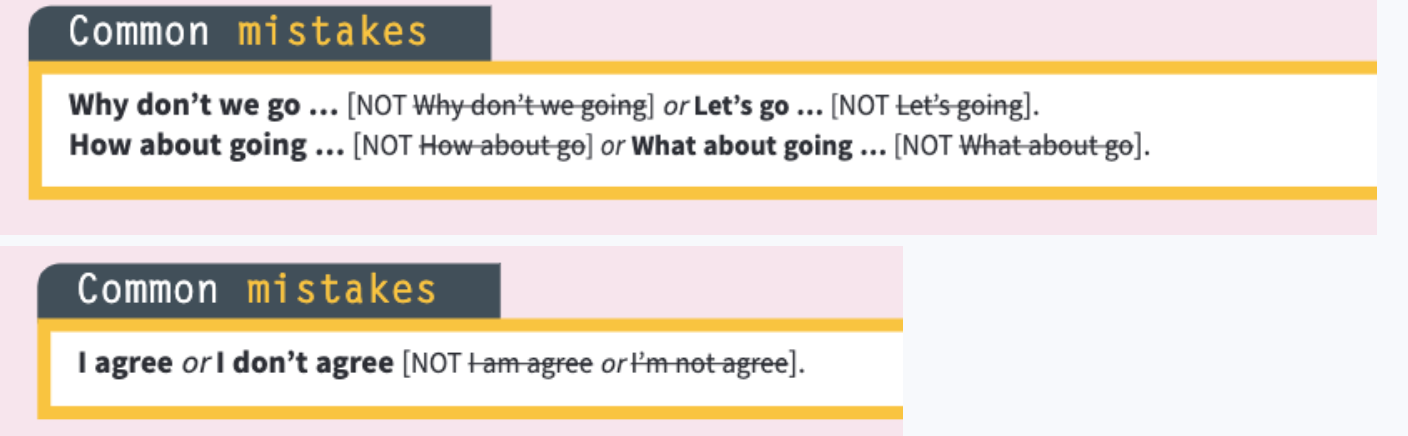 Common mistakes
Why don't we go ... [NOT Why don't we going] or Let's go ... [NOT Let's going].
How about going ... [NOT How about go] or What about going ... [NOT What about go].
Common mistakes
I agree or I don't agree [NOT I am agree or I'm not agree].